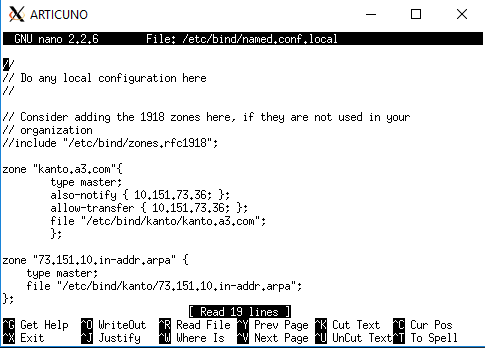 ARTICUNO
GNU nano 2.2.6 File: /etc/bind/named.conf.local
//
// Do any local configuration here
//
// Consider adding the 1918 zones here, if they are not used in your
// organization
//include "/etc/bind/zones.rfc1918";
zone "kanto.a3.com"{
type master;
also-notify { 10.151.73.36; };
allow-transfer { 10.151.73.36; };
file "/etc/bind/kanto/kanto.a3.com";
};
zone "73.151.10.in-addr.arpa" {
type master;
file "/etc/bind/kanto/73.151.10.in-addr.arpa";
};
[ Read 19 lines ]
^G Get Help ^O WriteOut ^R Read File ^Y Prev Page ^K Cut Text ^C Cur Pos
^X Exit ^J Justify ^W Where Is ^V Next Page ^U UnCut Text ^T To Spell